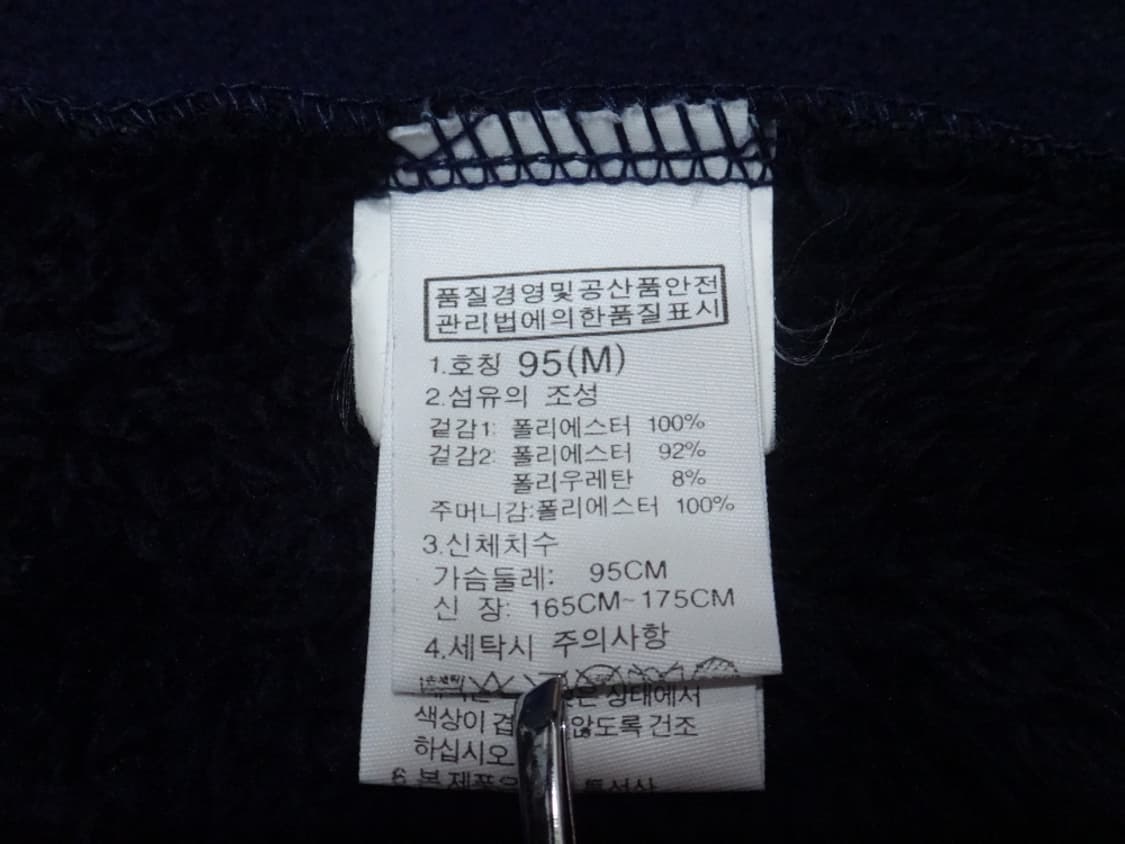 품질경영및공산품안전
관리법에의한품질표시
1.호칭 95(M)
2.섬유의 조성
겉감1: 폴리에스터 100%
겉감2: 폴리에스터 92%
폴리우레탄 8%
주머니감:폴리에스터 100%
3.신체치수
가슴둘레: 95CM
신 장: 165CM~175CM
4.세탁시 주의사항
상태에서
색상이 않도록 건조
하십시오